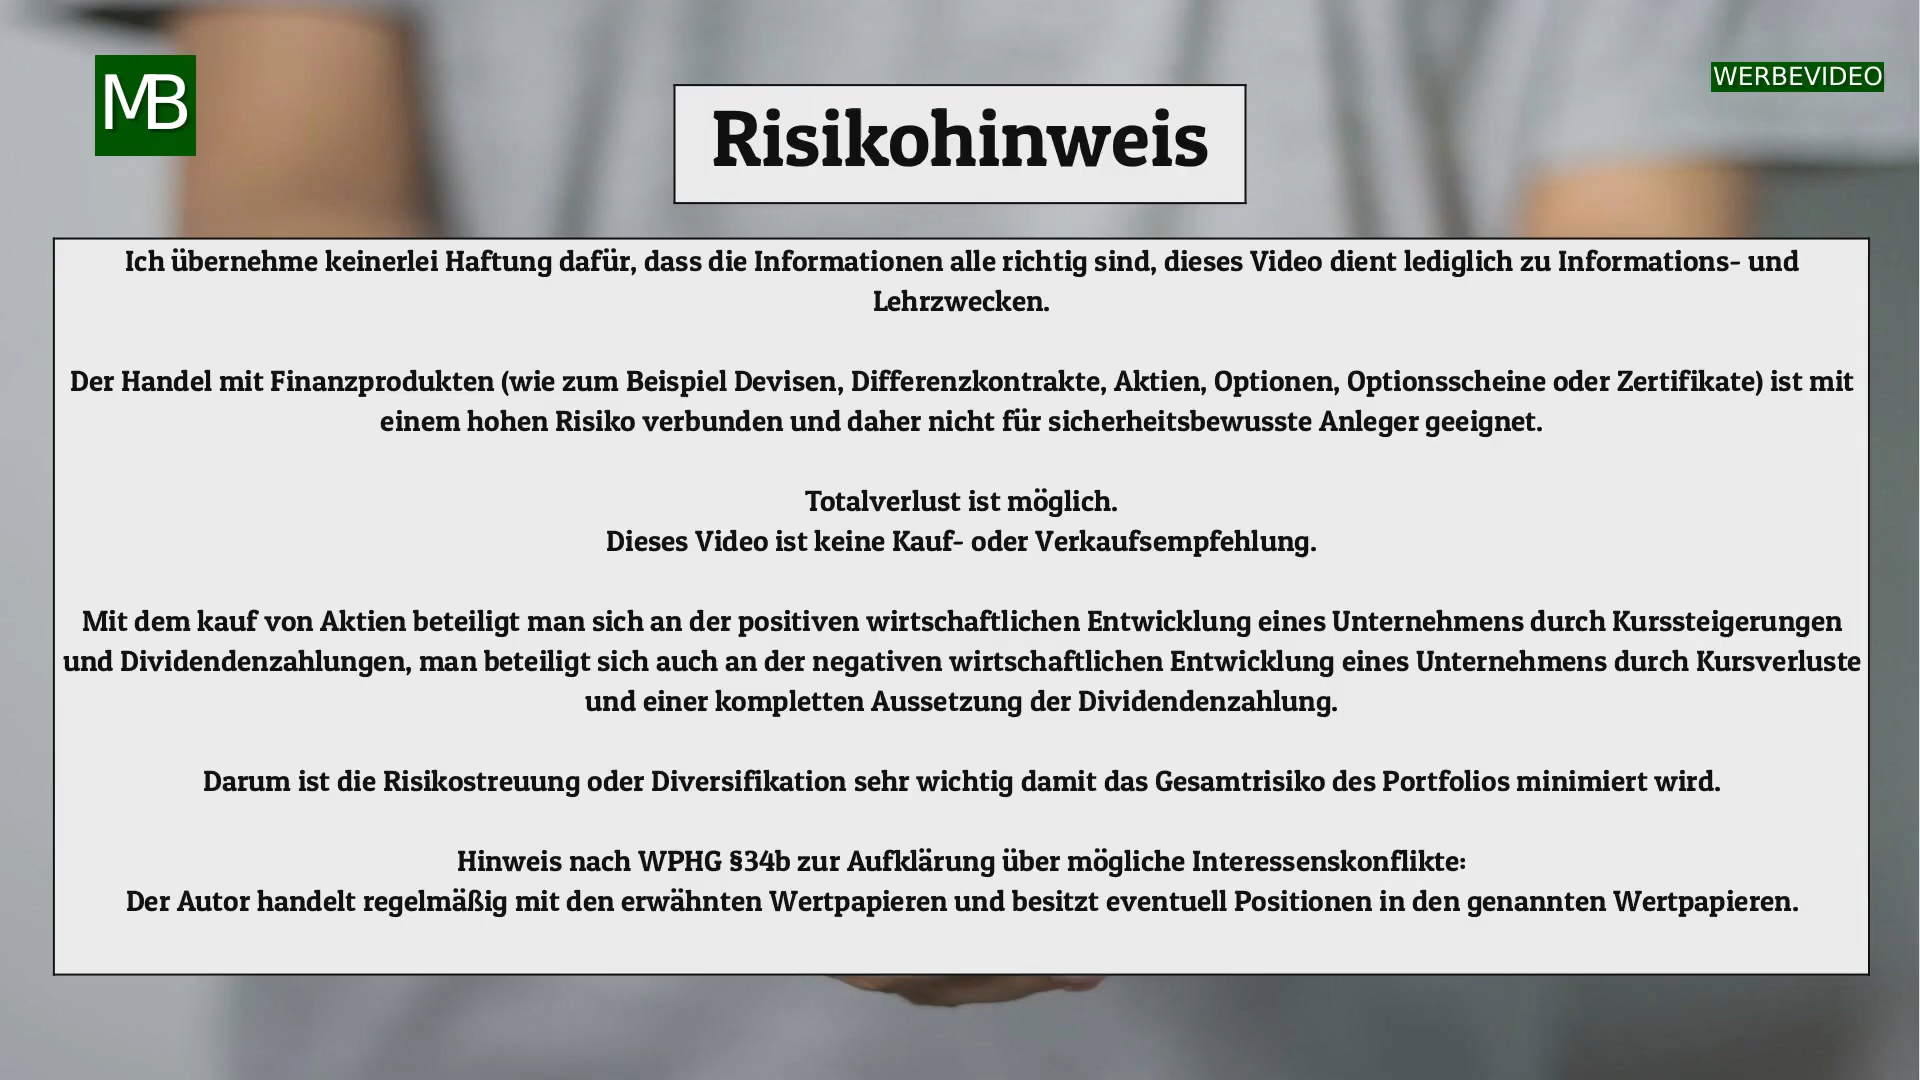 MB
WERBEVIDEO
Risikohinweis
Ich übernehme keinerlei Haftung dafür, dass die Informationen alle richtig sind, dieses Video dient lediglich zu Informations- und
Lehrzwecken.
Der Handel mit Finanzprodukten (wie zum Beispiel Devisen, Differenzkontrakte, Aktien, Optionen, Optionsscheine oder Zertifikate) ist mit
einem hohen Risiko verbunden und daher nicht für sicherheitsbewusste Anleger geeignet.
Totalverlust ist möglich.
Dieses Video ist keine Kauf- oder Verkaufsempfehlung.
Mit dem kauf von Aktien beteiligt man sich an der positiven wirtschaftlichen Entwicklung eines Unternehmens durch Kurssteigerungen
und Dividendenzahlungen, man beteiligt sich auch an der negativen wirtschaftlichen Entwicklung eines Unternehmens durch Kursverluste
und einer kompletten Aussetzung der Dividendenzahlung.
Darum ist die Risikostreuung oder Diversifikation sehr wichtig damit das Gesamtrisiko des Portfolios minimiert wird.
Hinweis nach WPHG §34b zur Aufklärung über mögliche Interessenskonflikte:
Der Autor handelt regelmäßig mit den erwähnten Wertpapieren und besitzt eventuell Positionen in den genannten Wertpapieren.